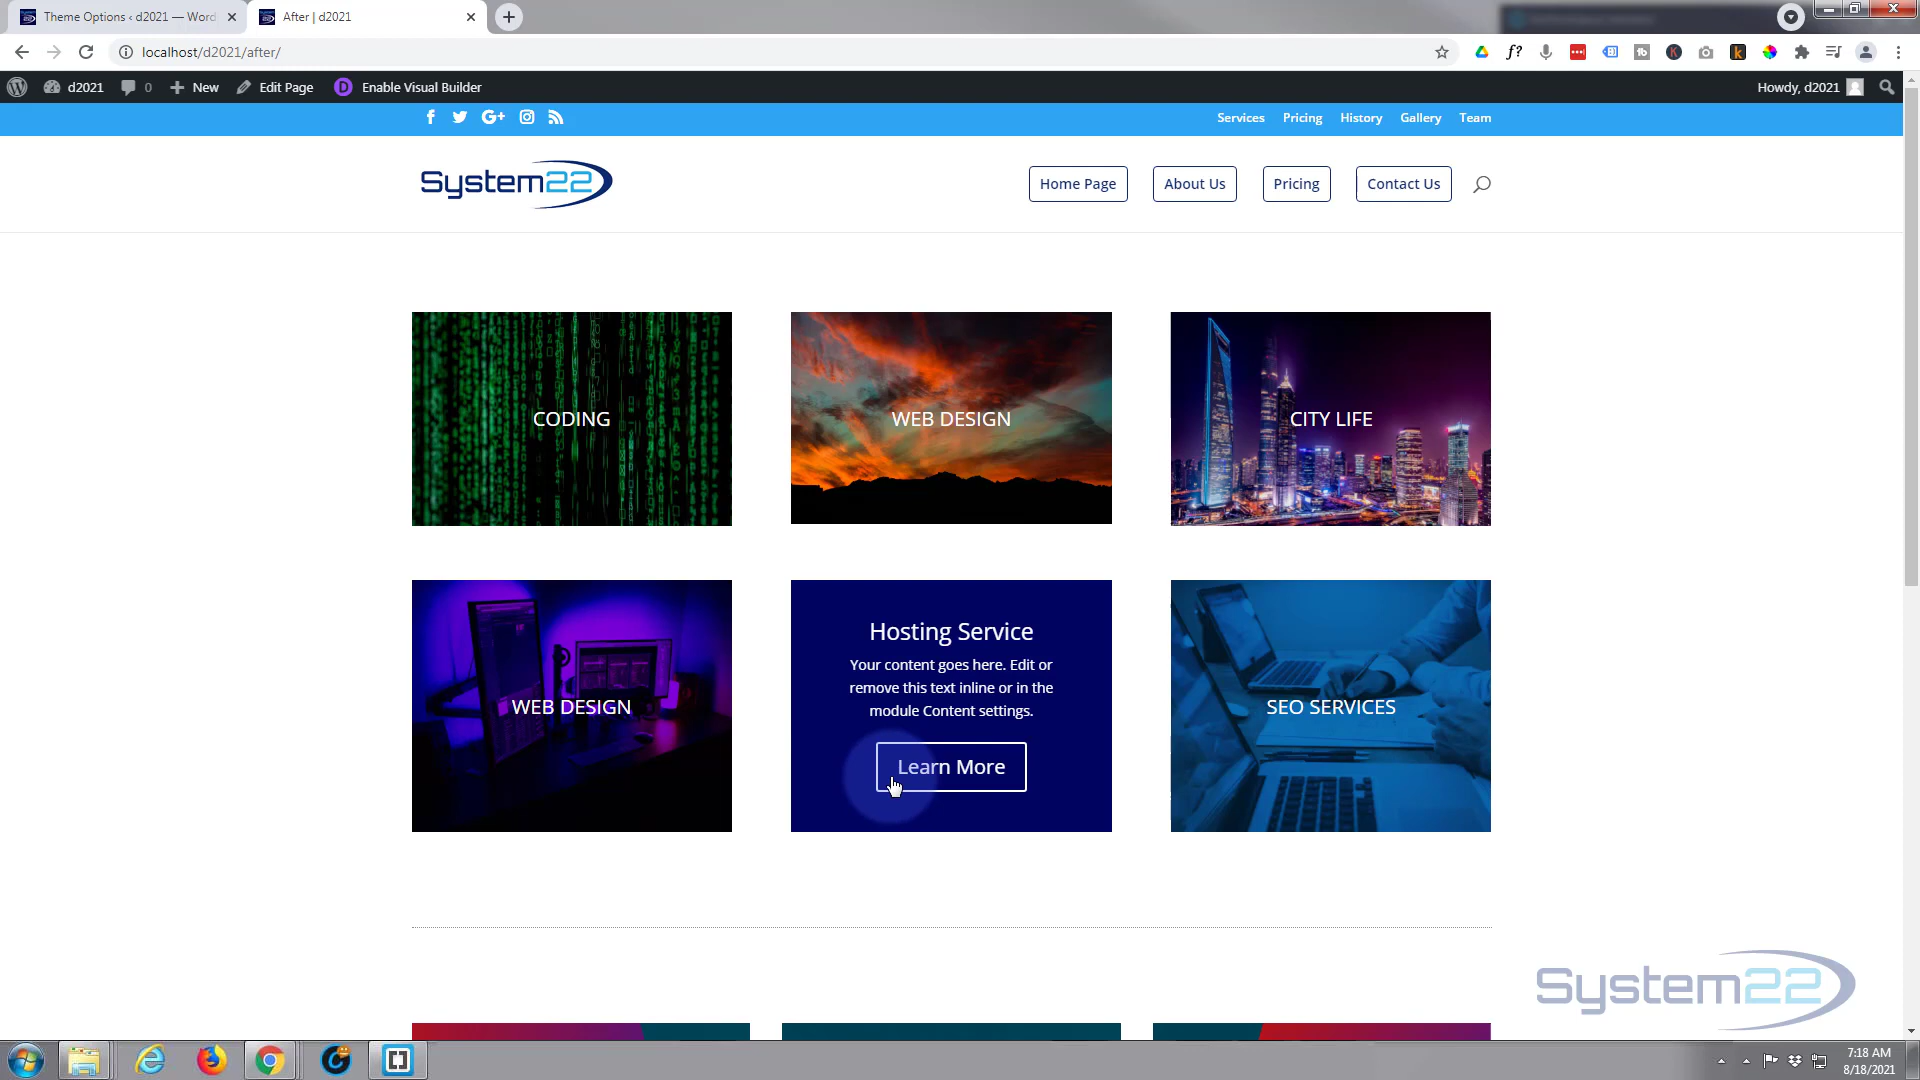 Theme Options ‹ d2021 — Word
After | d2021
localhost/d2021/after/
d2021
0
New
Edit Page
Enable Visual Builder
Howdy, d2021
Services
Pricing
History
Gallery
Team
System22
Home Page
About Us
Pricing
Contact Us
CODING
WEB DESIGN
CITY LIFE
WEB DESIGN
Hosting Service
Your content goes here. Edit or
remove this text inline or in the
module Content settings.
Learn More
SEO SERVICES
System22
7:18 AM
8/18/2021